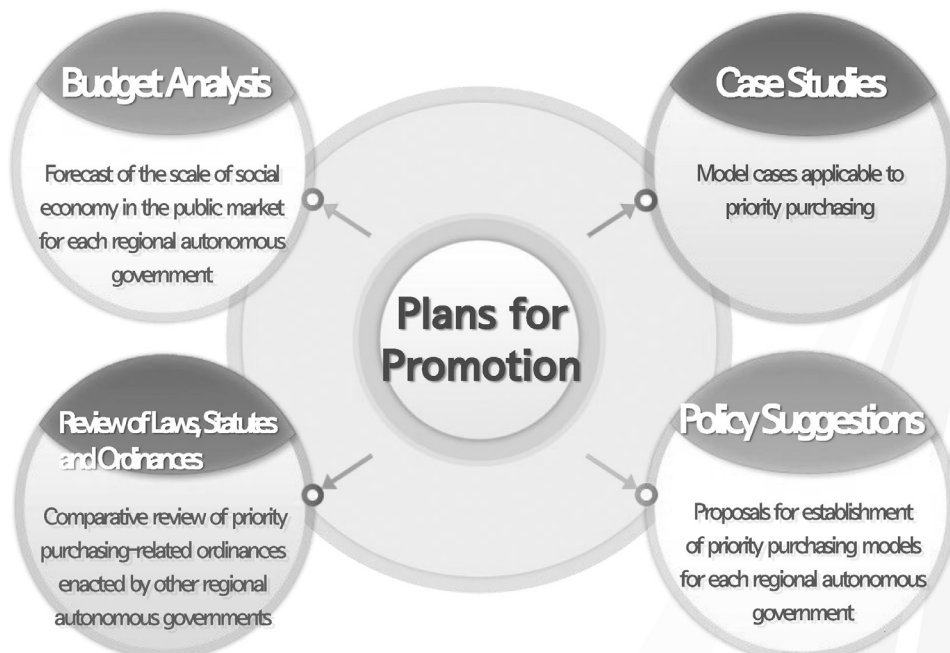 Budget Analysis
Forecast of the scale of social
economy in the public market
for each regional autonomous
government
Case Studies
Model cases applicable to
priority purchasing
Plans for
Promotion
Review of Laws, Statutes
and Ordinances
Comparative review of priority
purchasing-related ordinances
enacted by other regional
autonomous governments
Policy Suggestions
Proposals for establishment
of priority purchasing models
for each regional autonomous
government